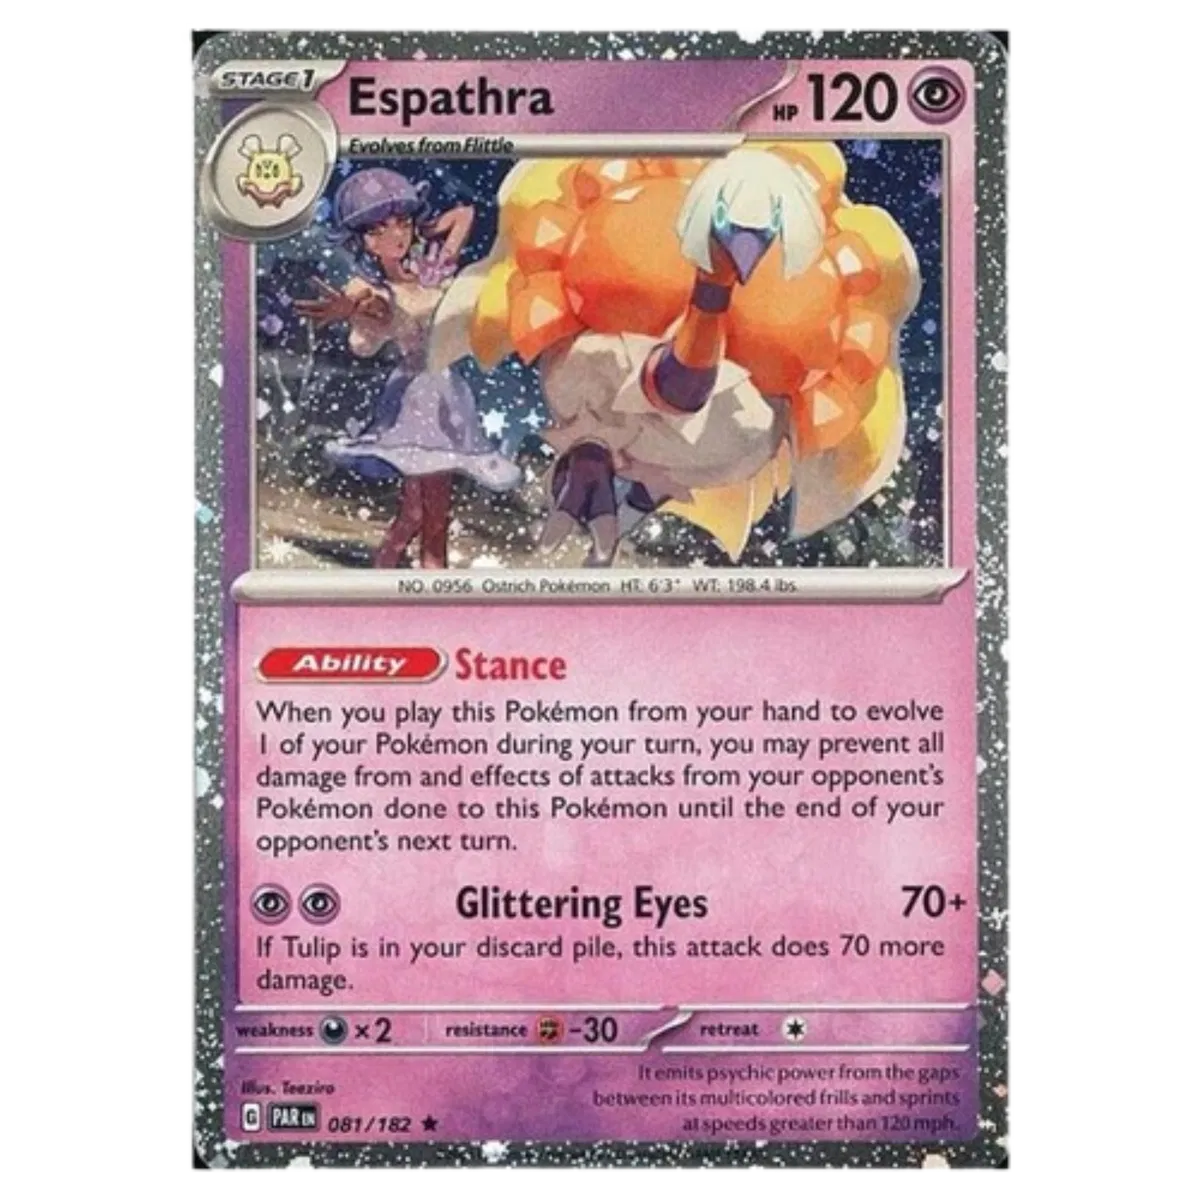 STAGE 1
Espathra
HP 120
Evolves from Flittle
NO. 0956 Ostrich Pokémon HT: 6'3" WT: 198.4 lbs.
Ability Stance
When you play this Pokémon from your hand to evolve
1 of your Pokémon during your turn, you may prevent all
damage from and effects of attacks from your opponent's
Pokémon done to this Pokémon until the end of your
opponent's next turn.
Glittering Eyes 70+
If Tulip is in your discard pile, this attack does 70 more
damage.
weakness ×2 resistance -30 retreat
Illus. Teeziro
It emits psychic power from the gaps
between its multicolored frills and sprints
at speeds greater than 120 mph.
G PAR EN 081/182 ★